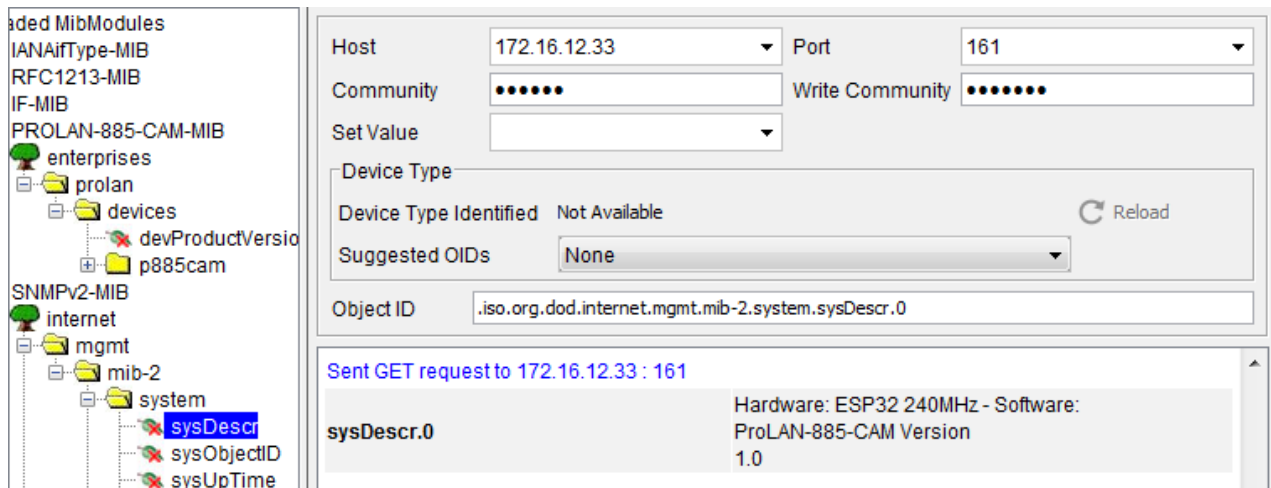 aded MibModules
IANAifType-MIB
RFC1213-MIB
IF-MIB
PROLAN-885-CAM-MIB
enterprises
prolan
devices
devProductVersio
p885cam
SNMPv2-MIB
internet
mgmt
mib-2
system
sysDescr
sysObjectID
sysUpTime
Host 172.16.12.33 Port 161
Community •••••• Write Community •••••••
Set Value
Device Type
Device Type Identified Not Available Reload
Suggested OIDs None
Object ID .iso.org.dod.internet.mgmt.mib-2.system.sysDescr.0
Sent GET request to 172.16.12.33 : 161
Hardware: ESP32 240MHz - Software:
sysDescr.0 ProLAN-885-CAM Version
1.0